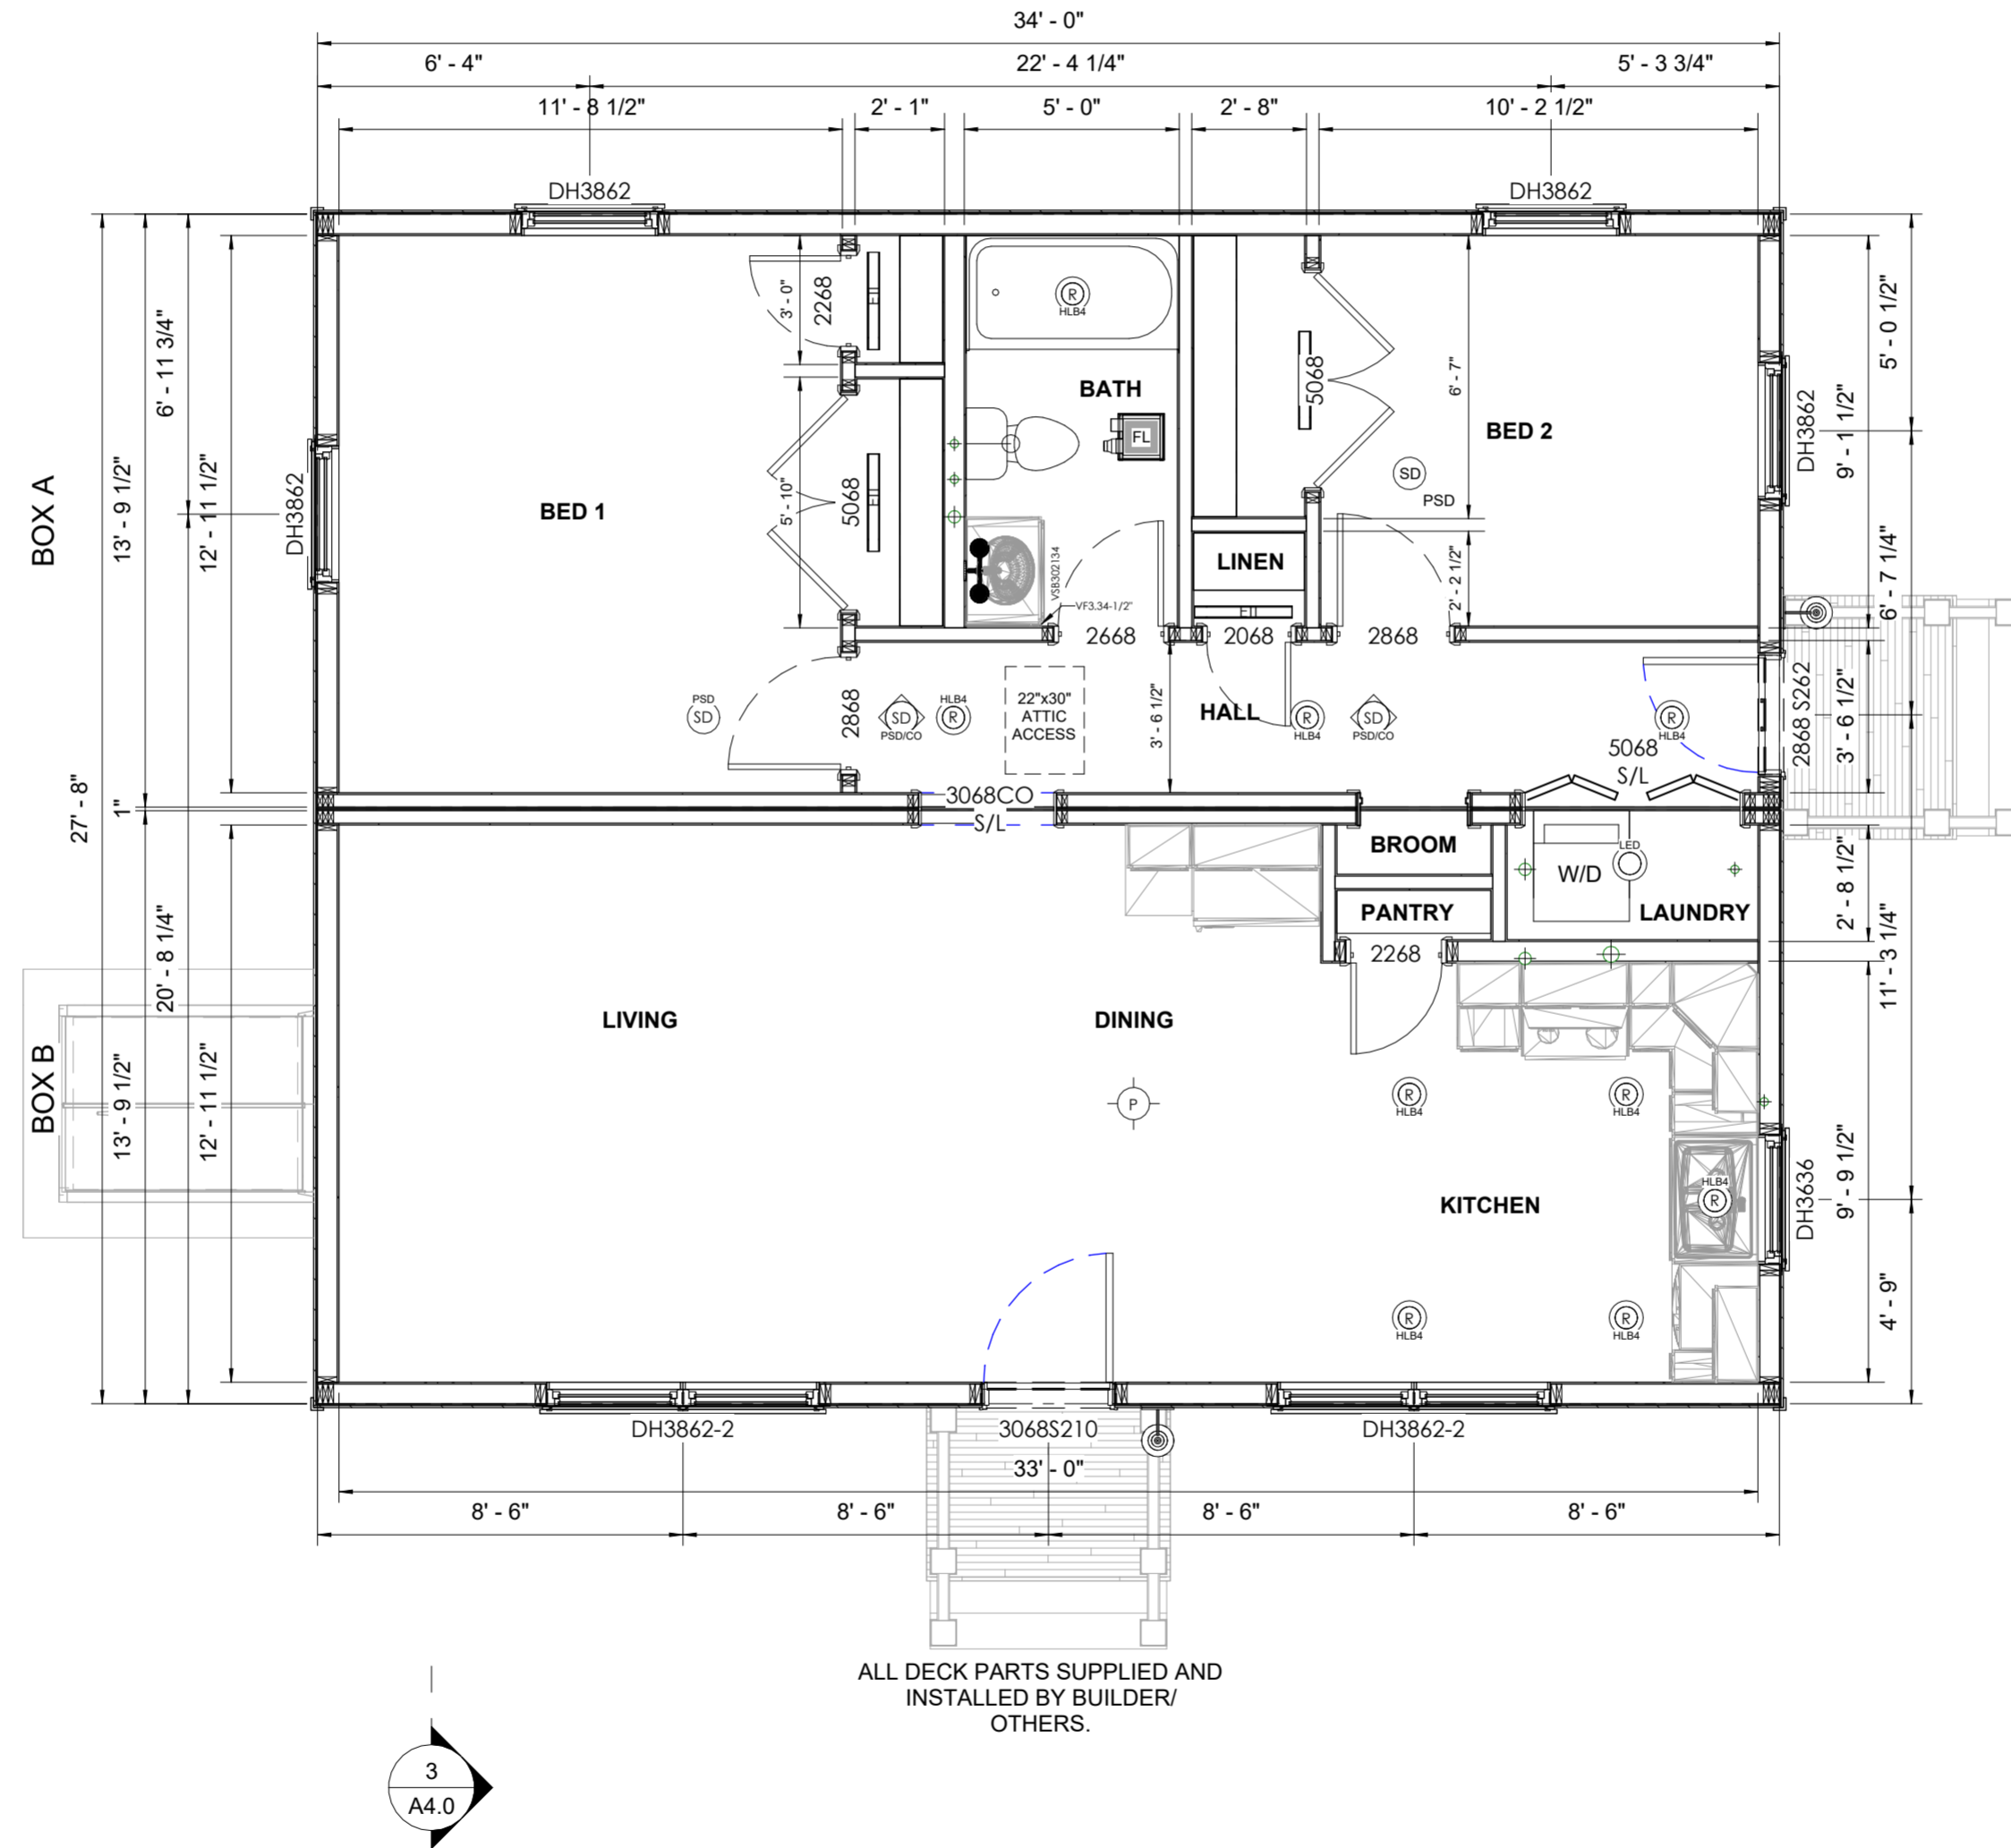 34' - 0"
6' - 4"
22' - 4 1/4"
5' - 3 3/4"
11' - 8 1/2"
2' - 1"
5' - 0"
2' - 8"
10' - 2 1/2"
DH3862
DH3862
BOX A
27' - 8"
13' - 9 1/2"
1"
6' - 11 3/4"
12' - 11 1/2"
DH3862
BED 1
3' - 0"
2268
5' - 10"
5068
R
HLB4
BATH
FL
VSB302134
VF3.34-1/2"
5068
6' - 7"
BED 2
SD
PSD
LINEN
2' - 2 1/2"
DH3862
5' - 0 1/2"
9' - 1 1/2"
6' - 7 1/4"
2668
2068
2868
PSD
SD
2868
SD
PSD/CO
HLB4
R
22"x30"
ATTIC
ACCESS
3' - 6 1/2"
HALL
R
HLB4
SD
PSD/CO
R
HLB4
5068
S/L
2868 S262
3' - 6 1/2"
3068CO
S/L
BROOM
PANTRY
2268
W/D
LED
LAUNDRY
2' - 8 1/2"
11' - 3 1/4"
BOX B
13' - 9 1/2"
20' - 8 1/4"
12' - 11 1/2"
LIVING
DINING
P
R
HLB4
R
HLB4
KITCHEN
HLB4
R
DH3636
9' - 9 1/2"
4' - 9"
R
HLB4
R
HLB4
DH3862-2
3068S210
DH3862-2
33' - 0"
8' - 6"
8' - 6"
8' - 6"
8' - 6"
ALL DECK PARTS SUPPLIED AND
INSTALLED BY BUILDER/
OTHERS.
3
A4.0